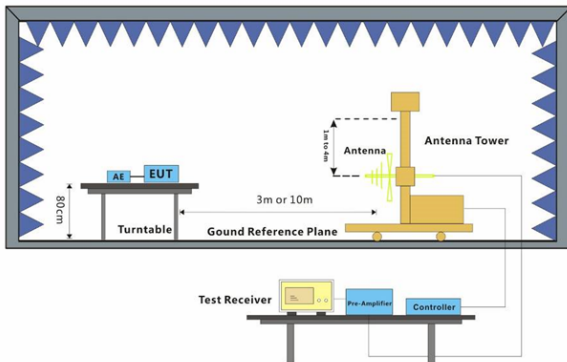 1m to 4m
Antenna
Antenna Tower
AE
EUT
80cm
3m or 10m
Turntable
Gound Reference Plane
Test Receiver
Pre-Amplifier
Controller